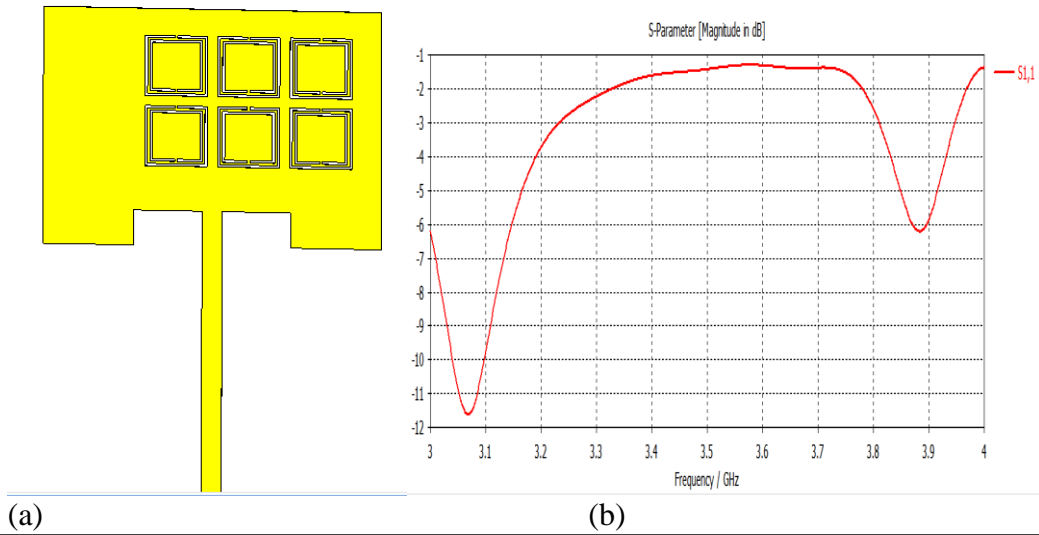 S-Parameter [Magnitude in dB]
-1
-2
-3
-4
-5
-6
-7
-8
-9
-10
-11
-12
S1,1
3 3.1 3.2 3.3 3.4 3.5 3.6 3.7 3.8 3.9 4
Frequency / GHz
(a) (b)